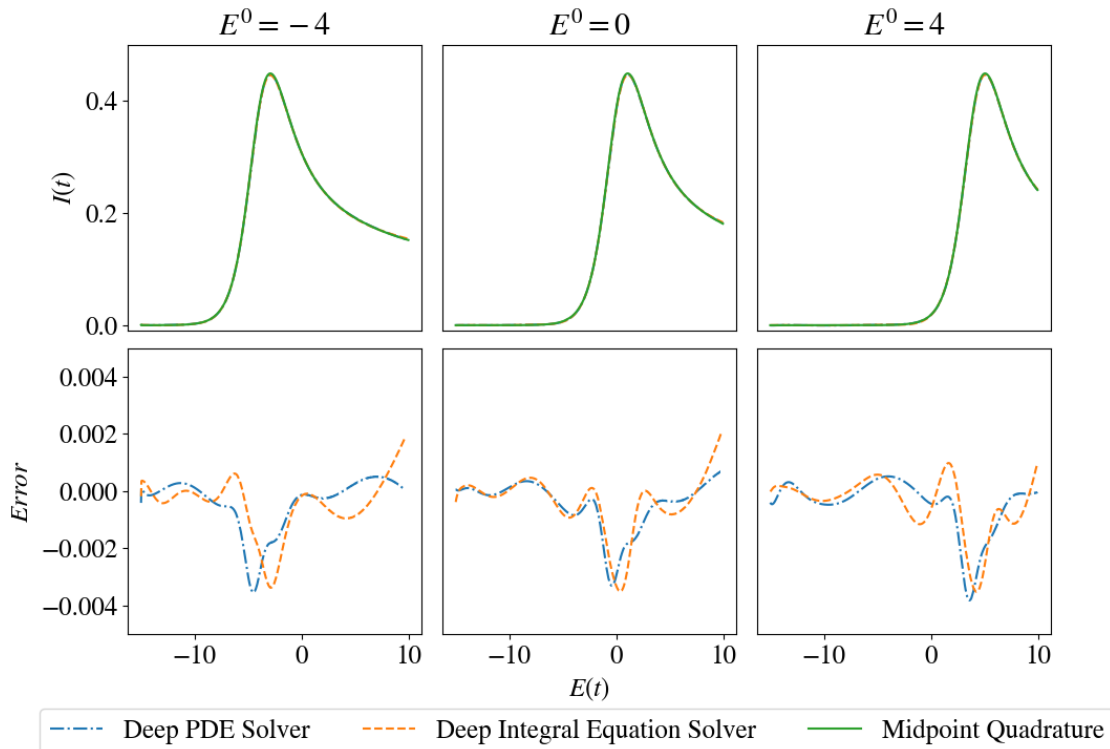 E⁰ = −4 E⁰ = 0 E⁰ = 4
0.4
0.2
0.0
I(t)
0.004
0.002
0.000
−0.002
−0.004
Error
−10 0 10 −10 0 10 −10 0 10
E(t)
Deep PDE Solver Deep Integral Equation Solver Midpoint Quadrature